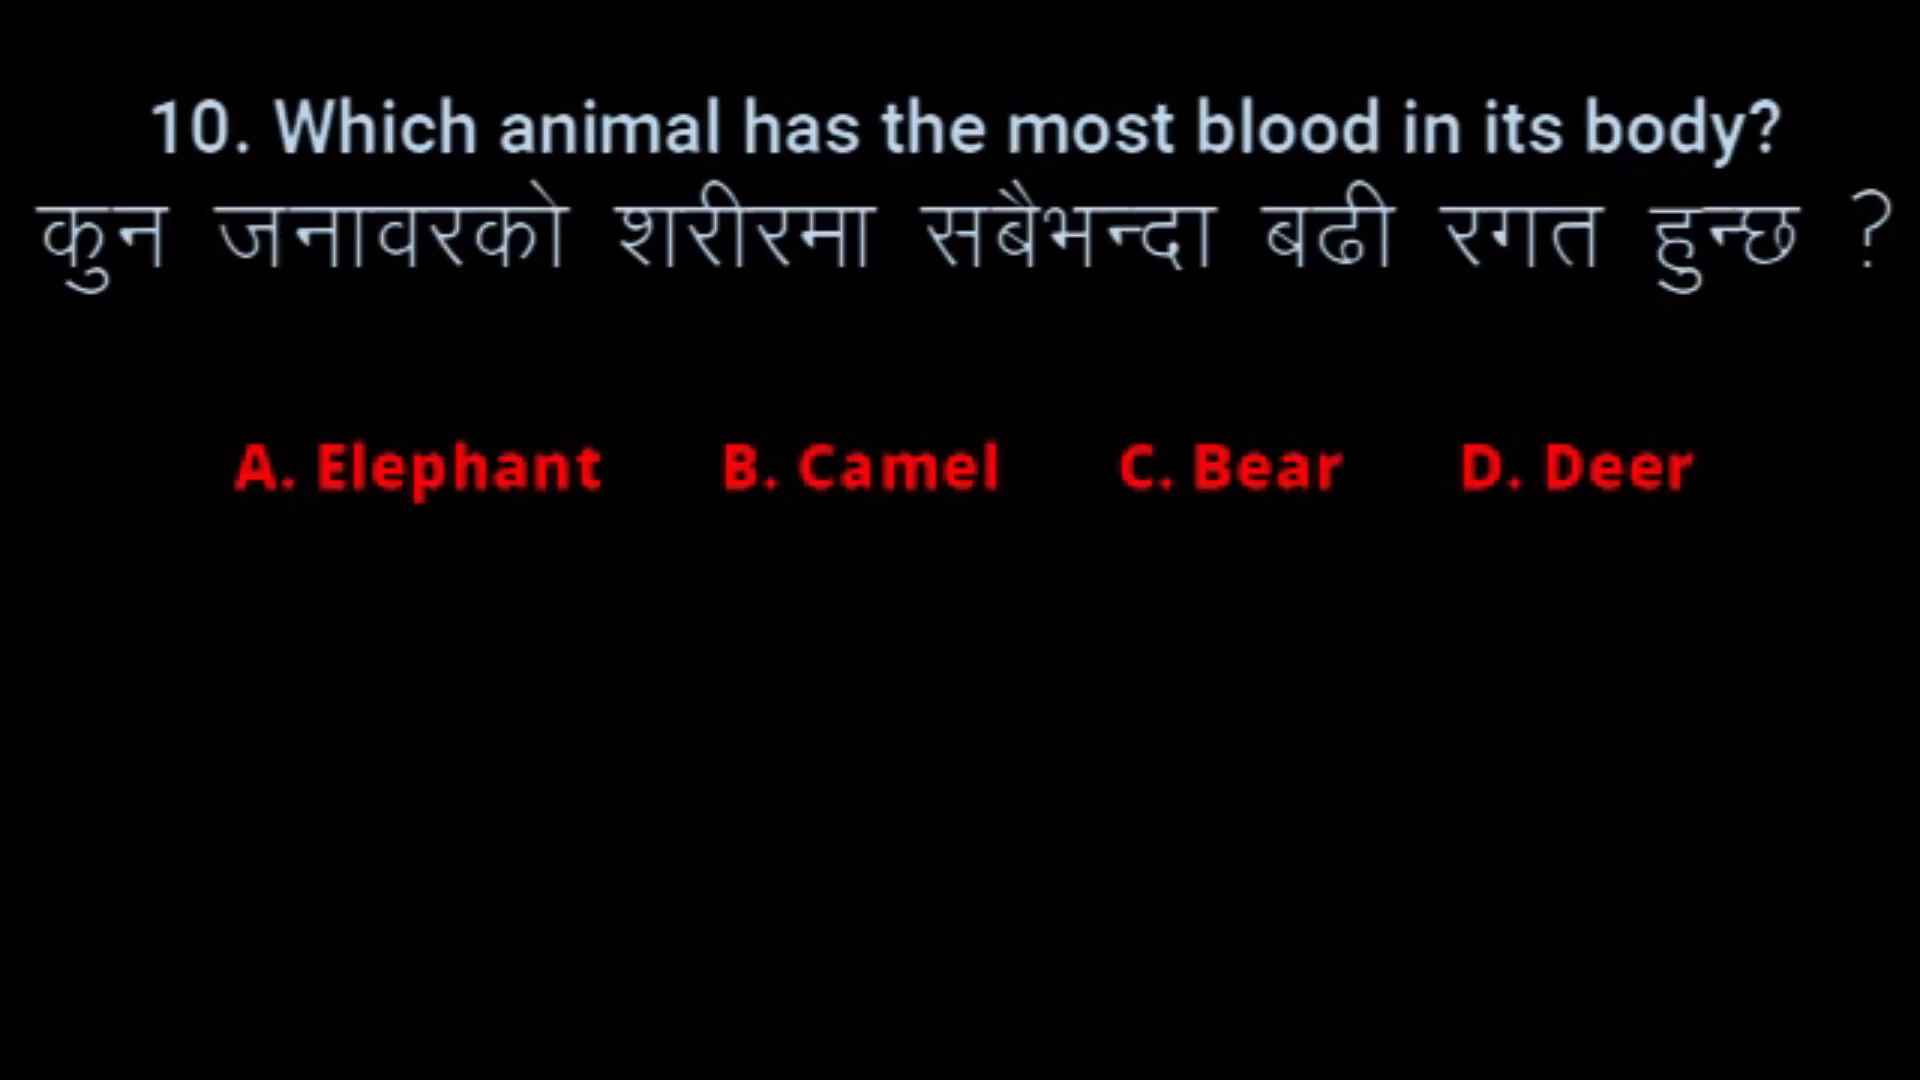 10. Which animal has the most blood in its body?
कुन जनावरको शरीरमा सबैभन्दा बढी रगत हुन्छ ?
A. Elephant B. Camel C. Bear D. Deer